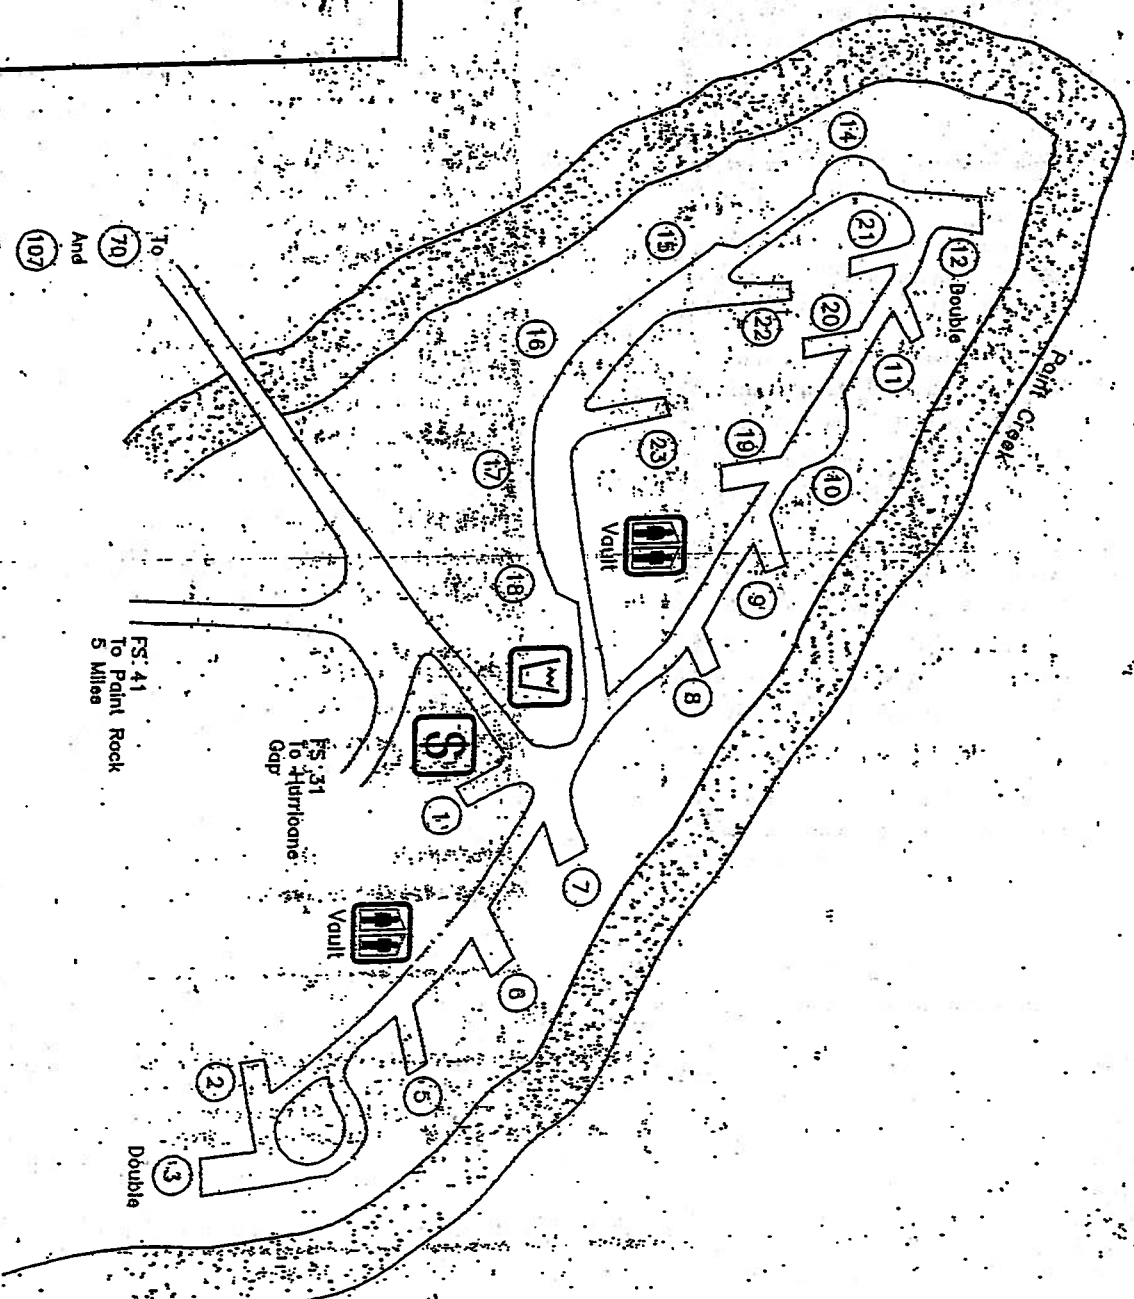 Paint Creek
14
21
12 Double
15
20
22
11
16
19
23
10
17
Vault
9
18
8
To
70
And
107
FS. 41
To Paint Rock
5 Miles
$
FS 31
To Hurricane
Gap
1
7
Vault
6
5
2
3
Double